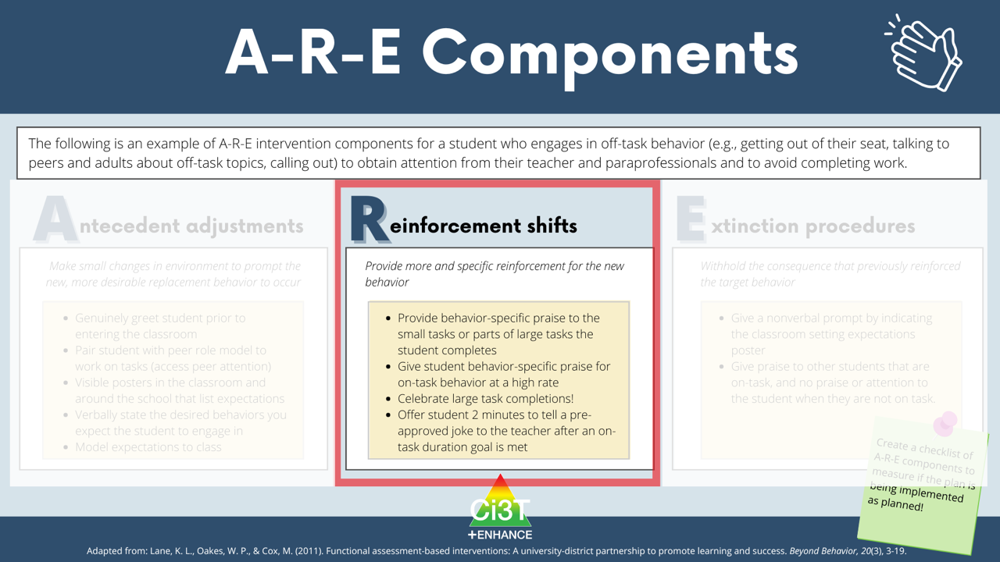 A-R-E Components
The following is an example of A-R-E intervention components for a student who engages in off-task behavior (e.g., getting out of their seat, talking to
peers and adults about off-task topics, calling out) to obtain attention from their teacher and paraprofessionals and to avoid completing work.
Antecedent adjustments
Make small changes in environment to prompt the
new, more desirable replacement behavior to occur
• Genuinely greet student prior to
entering the classroom
• Pair student with peer role model to
work on tasks (access peer attention)
• Visible posters in the classroom and
around the school that list expectations
• Verbally state the desired behaviors you
expect the student to engage in
• Model expectations to class
Reinforcement shifts
Provide more and specific reinforcement for the new
behavior
• Provide behavior-specific praise to the
small tasks or parts of large tasks the
student completes
• Give student behavior-specific praise for
on-task behavior at a high rate
• Celebrate large task completions!
• Offer student 2 minutes to tell a pre-
approved joke to the teacher after an on-
task duration goal is met
Extinction procedures
Withhold the consequence that previously reinforced
the target behavior
• Give a nonverbal prompt by indicating
the classroom setting expectations
poster
• Give praise to other students that are
on-task, and no praise or attention to
the student when they are not on task.
Create a checklist of
A-R-E components to
measure if the plan is
being implemented
as planned!
Ci3T
+ENHANCE
Adapted from: Lane, K. L., Oakes, W. P., & Cox, M. (2011). Functional assessment-based interventions: A university-district partnership to promote learning and success. Beyond Behavior, 20(3), 3-19.